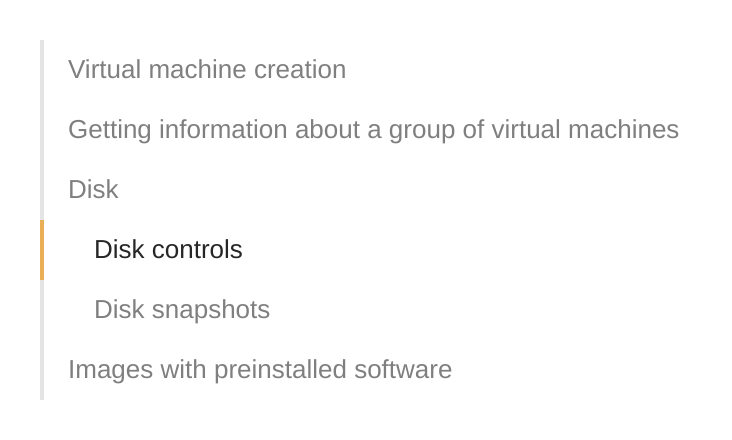 Virtual machine creation
Getting information about a group of virtual machines
Disk
Disk controls
Disk snapshots
Images with preinstalled software